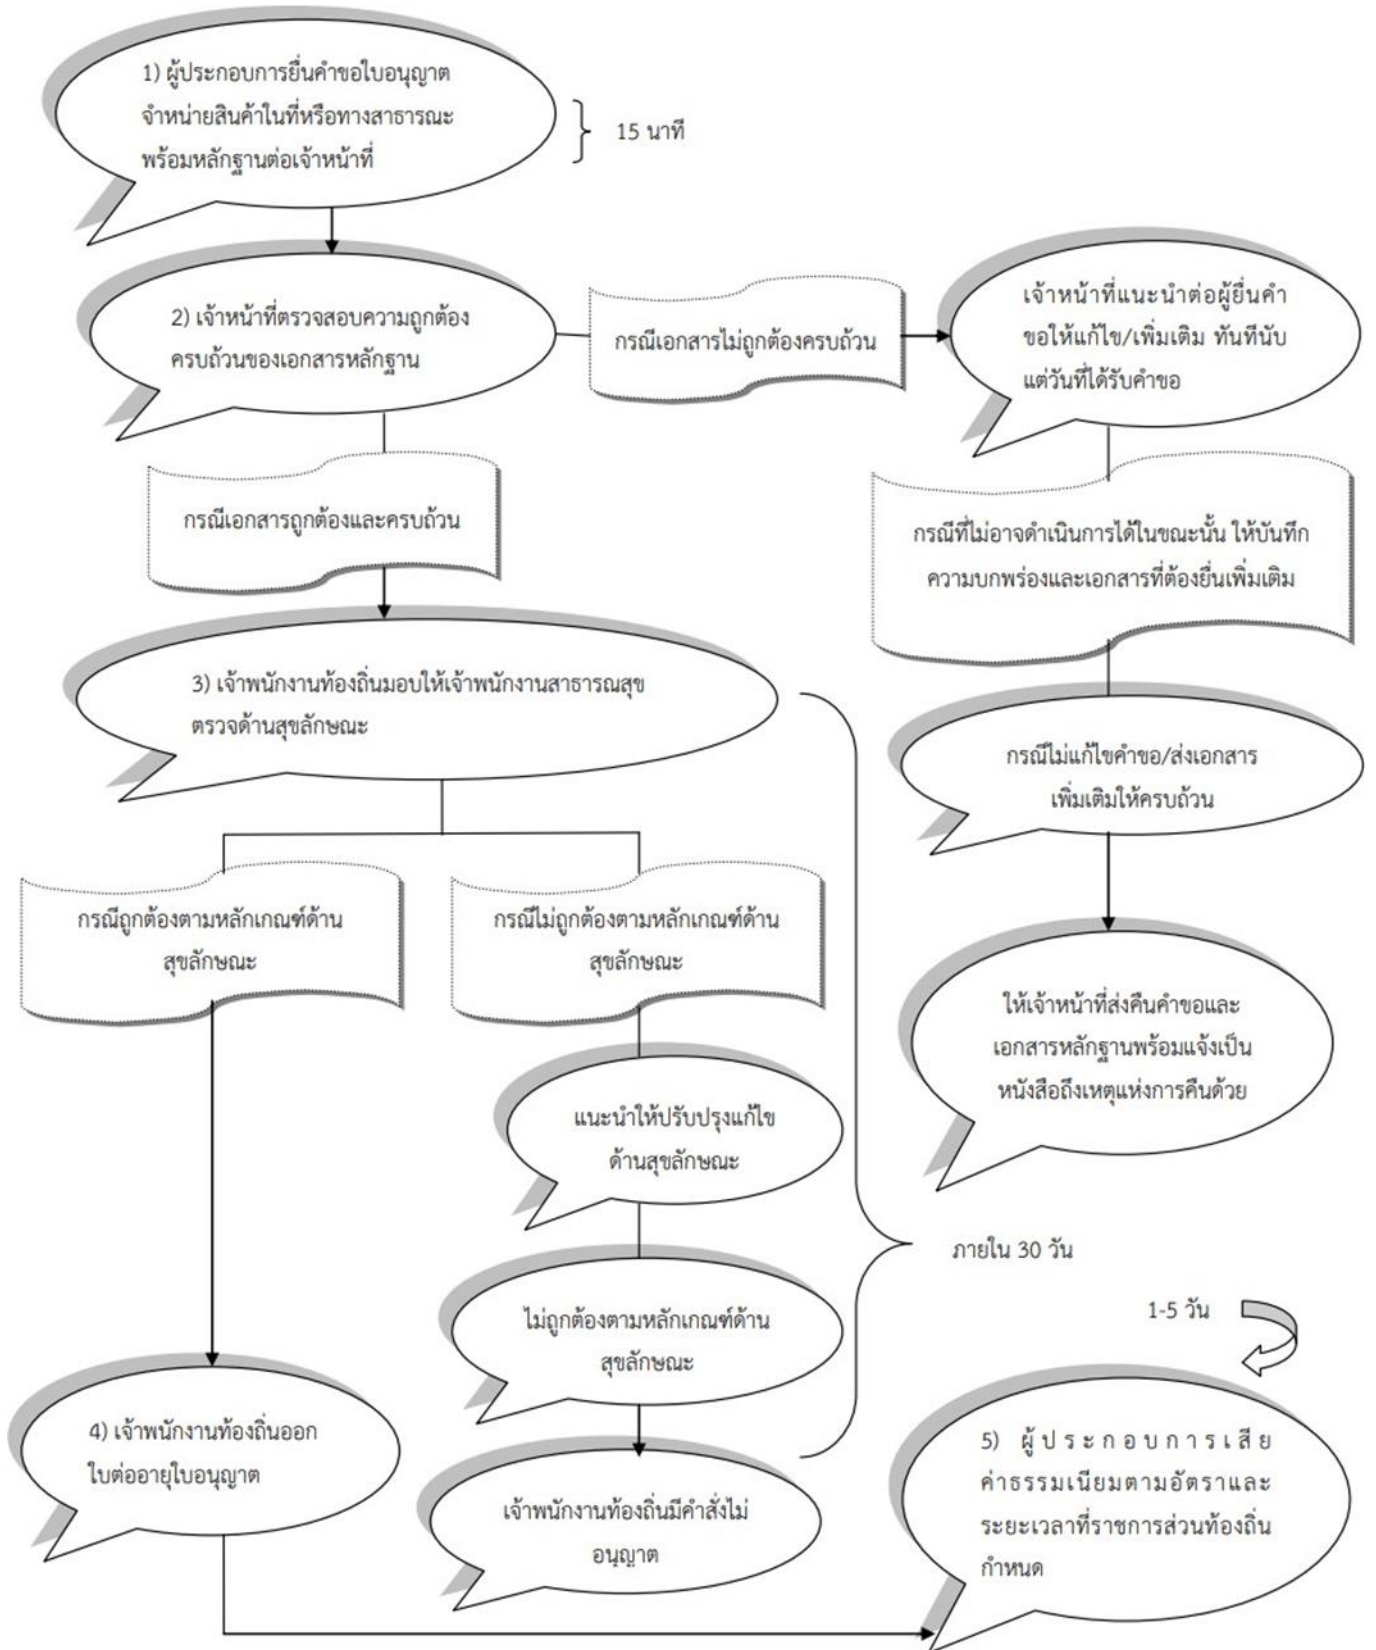 1) ผู้ประกอบการยื่นคำขอใบอนุญาต
จำหน่ายสินค้าในที่หรือทางสาธารณะ
พร้อมหลักฐานต่อเจ้าหน้าที่
15 นาที
2) เจ้าหน้าที่ตรวจสอบความถูกต้อง
ครบถ้วนของเอกสารหลักฐาน
กรณีเอกสารไม่ถูกต้องครบถ้วน
เจ้าหน้าที่แนะนำต่อผู้ยื่นคำ
ขอให้แก้ไข/เพิ่มเติม ทันทีนับ
แต่วันที่ได้รับคำขอ
กรณีเอกสารถูกต้องและครบถ้วน
กรณีที่ไม่อาจดำเนินการได้ในขณะนั้น ให้บันทึก
ความบกพร่องและเอกสารที่ต้องยื่นเพิ่มเติม
3) เจ้าพนักงานท้องถิ่นมอบให้เจ้าพนักงานสาธารณสุข
ตรวจด้านสุขลักษณะ
กรณีไม่แก้ไขคำขอ/ส่งเอกสาร
เพิ่มเติมให้ครบถ้วน
กรณีถูกต้องตามหลักเกณฑ์ด้าน
สุขลักษณะ
กรณีไม่ถูกต้องตามหลักเกณฑ์ด้าน
สุขลักษณะ
ให้เจ้าหน้าที่ส่งคืนคำขอและ
เอกสารหลักฐานพร้อมแจ้งเป็น
หนังสือถึงเหตุแห่งการคืนด้วย
แนะนำให้ปรับปรุงแก้ไข
ด้านสุขลักษณะ
ภายใน 30 วัน
ไม่ถูกต้องตามหลักเกณฑ์ด้าน
สุขลักษณะ
1-5 วัน
4) เจ้าพนักงานท้องถิ่นออก
ใบต่ออายุใบอนุญาต
เจ้าพนักงานท้องถิ่นมีคำสั่งไม่
อนุญาต
5) ผู้ประกอบการเสีย
ค่าธรรมเนียมตามอัตราและ
ระยะเวลาที่ราชการส่วนท้องถิ่น
กำหนด